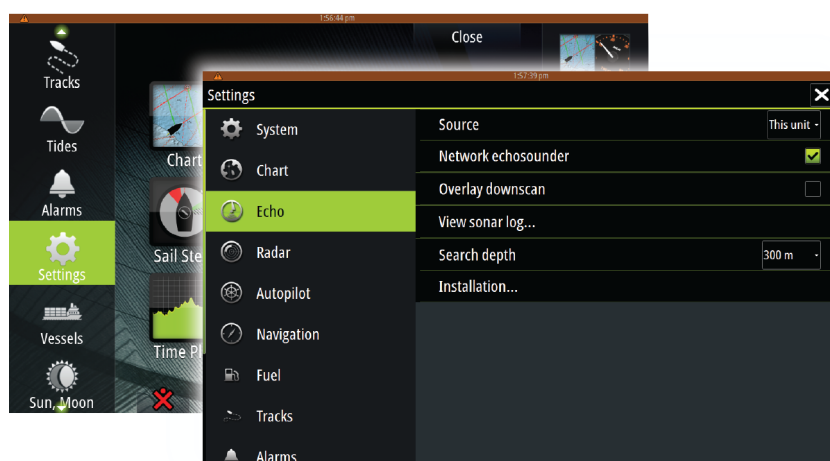 1:56:44 pm
Close
Tracks
Tides
Alarms
Settings
Vessels
Sun, Moon
Chart
Sail Ste
Time Pl
1:57:39 pm
Settings
System
Chart
Echo
Radar
Autopilot
Navigation
Fuel
Tracks
Alarms
Source This unit
Network echosounder
Overlay downscan
View sonar log...
Search depth 300 m
Installation...